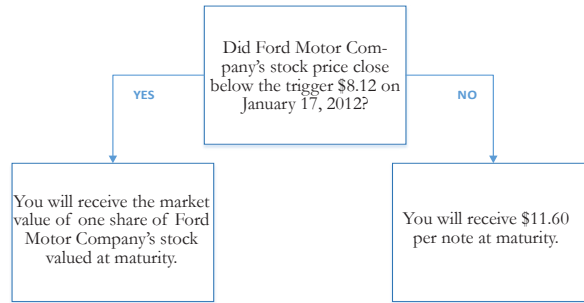 Did Ford Motor Com-
pany's stock price close
below the trigger $8.12 on
January 17, 2012?
YES
NO
You will receive the market
value of one share of Ford
Motor Company's stock
valued at maturity.
You will receive $11.60
per note at maturity.